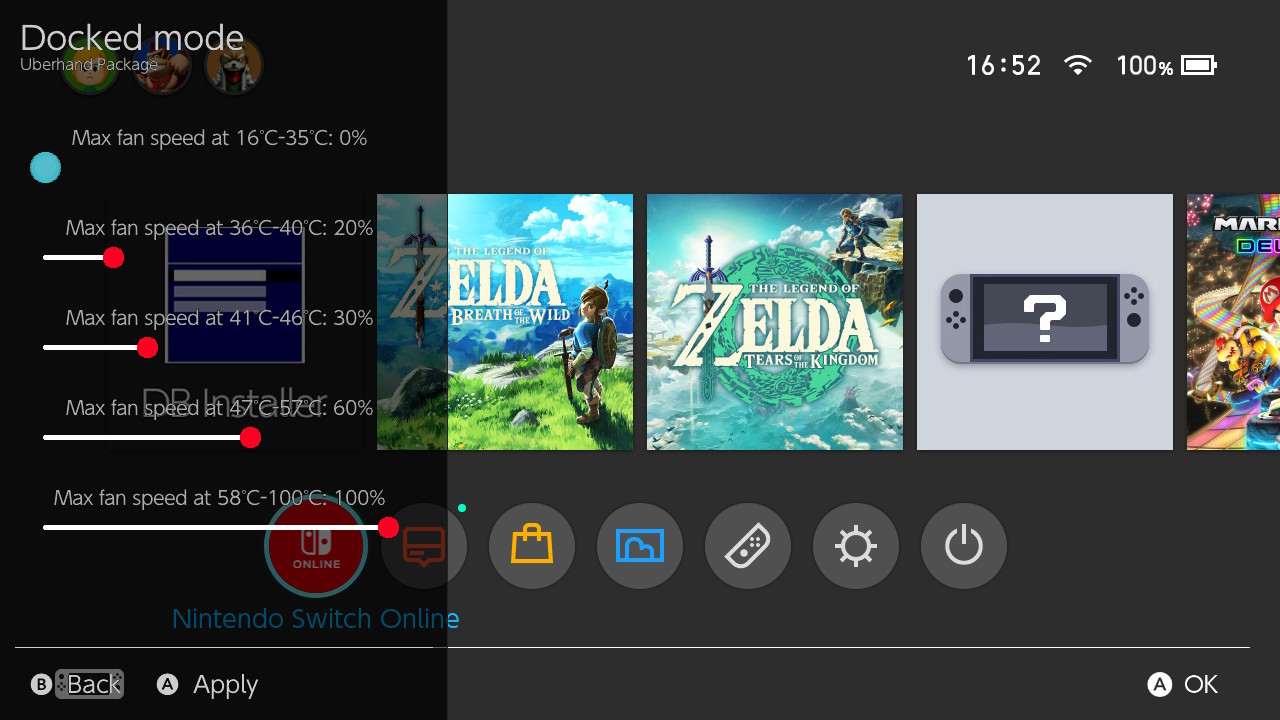 Docked mode
Uberhand Package
16:52 100%
Max fan speed at 16°C-35°C: 0%
Max fan speed at 36°C-40°C: 20%
Max fan speed at 41°C-46°C: 30%
DB Installer
Max fan speed at 47°C-57°C: 60%
Max fan speed at 58°C-100°C: 100%
THE LEGEND OF
ZELDA
BREATH OF THE WILD
THE LEGEND OF
ZELDA
TEARS OF THE KINGDOM
?
MARI
DEL
ONLINE
Nintendo Switch Online
B Back A Apply
A OK